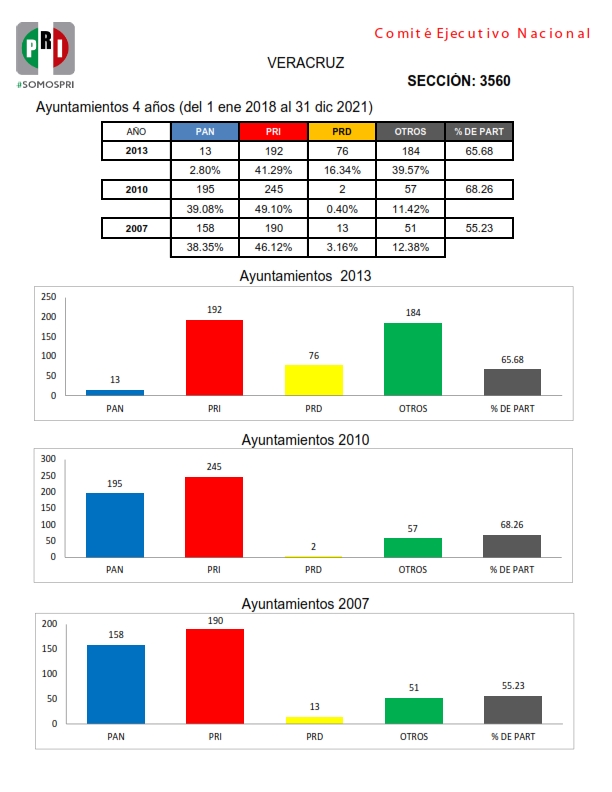 Comité Ejecutivo Nacional
PRI
#SOMOSPRI
VERACRUZ
SECCIÒN: 3560
Ayuntamientos 4 años (del 1 ene 2018 al 31 dic 2021)
AÑO PAN PRI PRD OTROS % DE PART
2013 13 192 76 184 65.68
2.80% 41.29% 16.34% 39.57%
2010 195 245 2 57 68.26
39.08% 49.10% 0.40% 11.42%
2007 158 190 13 51 55.23
38.35% 46.12% 3.16% 12.38%
Ayuntamientos 2013
250
200
150
100
50
0
13 192 76 184 65.68
PAN PRI PRD OTROS % DE PART
Ayuntamientos 2010
300
250
200
150
100
50
0
195 245 2 57 68.26
PAN PRI PRD OTROS % DE PART
Ayuntamientos 2007
200
150
100
50
0
158 190 13 51 55.23
PAN PRI PRD OTROS % DE PART